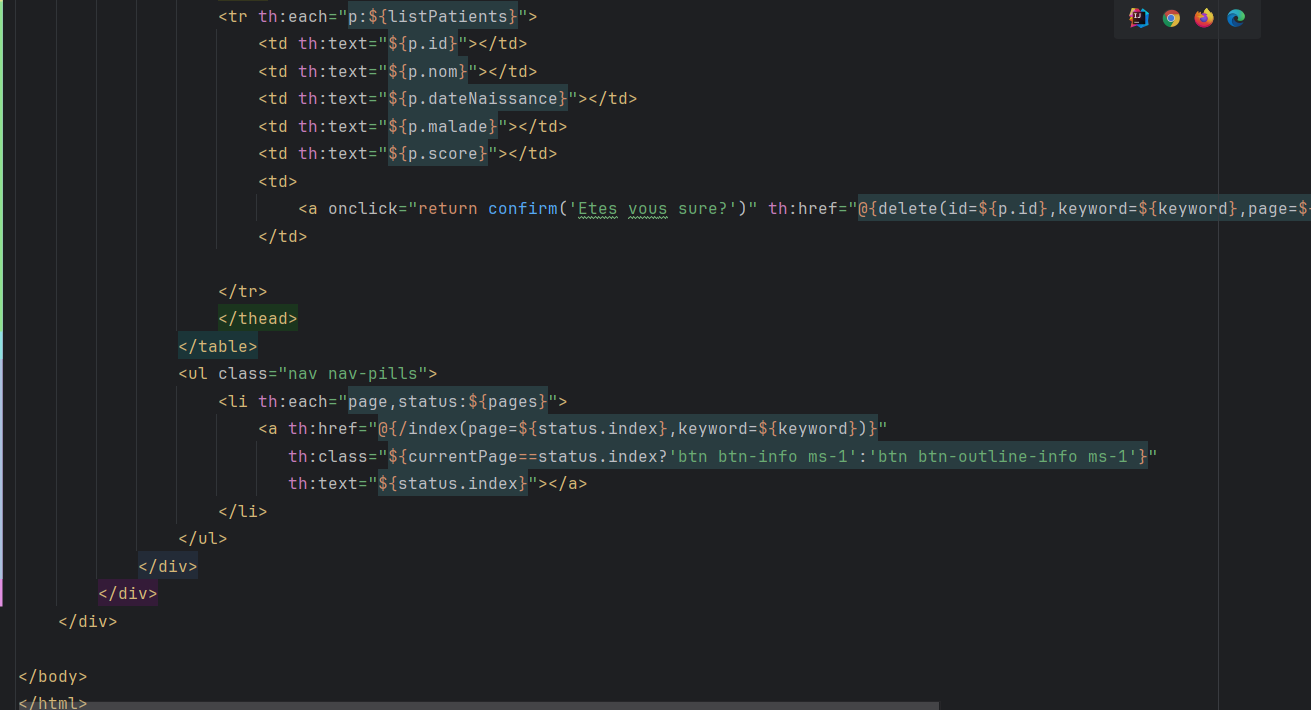 <tr th:each="p:${listPatients}">
<td th:text="${p.id}"></td>
<td th:text="${p.nom}"></td>
<td th:text="${p.dateNaissance}"></td>
<td th:text="${p.malade}"></td>
<td th:text="${p.score}"></td>
<td>
<a onclick="return confirm('Etes vous sure?')" th:href="@{delete(id=${p.id},keyword=${keyword},page=$
</td>
</tr>
</thead>
</table>
<ul class="nav nav-pills">
<li th:each="page,status:${pages}">
<a th:href="@{/index(page=${status.index},keyword=${keyword})}"
th:class="${currentPage==status.index?'btn btn-info ms-1':'btn btn-outline-info ms-1'}"
th:text="${status.index}"></a>
</li>
</ul>
</div>
</div>
</div>
</body>
</html>